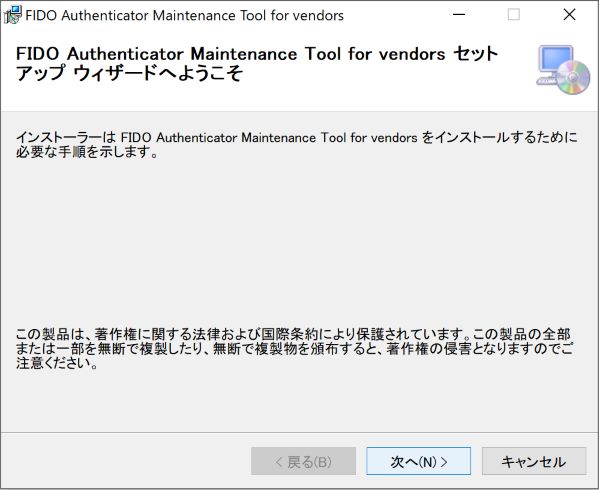 FIDO Authenticator Maintenance Tool for vendors
FIDO Authenticator Maintenance Tool for vendors セット
アップ ウィザードへようこそ
インストーラーは FIDO Authenticator Maintenance Tool for vendors をインストールするために
必要な手順を示します。
この製品は、著作権に関する法律および国際条約により保護されています。この製品の全部
または一部を無断で複製したり、無断で複製物を頒布すると、著作権の侵害となりますのでご
注意ください。
< 戻る(B)
次へ(N) >
キャンセル